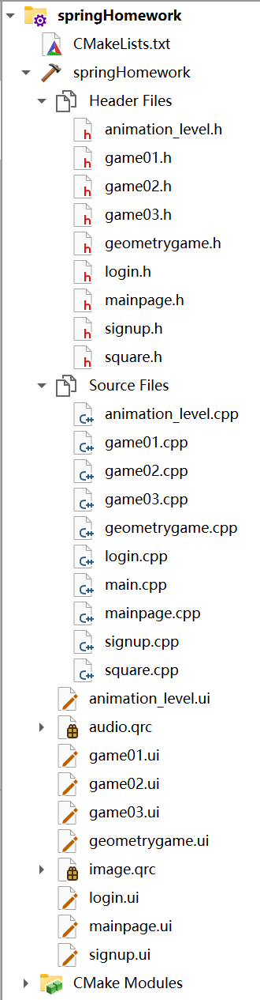 springHomework
CMakeLists.txt
springHomework
Header Files
animation_level.h
game01.h
game02.h
game03.h
geometrygame.h
login.h
mainpage.h
signup.h
square.h
Source Files
animation_level.cpp
game01.cpp
game02.cpp
game03.cpp
geometrygame.cpp
login.cpp
main.cpp
mainpage.cpp
signup.cpp
square.cpp
animation_level.ui
audio.qrc
game01.ui
game02.ui
game03.ui
geometrygame.ui
image.qrc
login.ui
mainpage.ui
signup.ui
CMake Modules